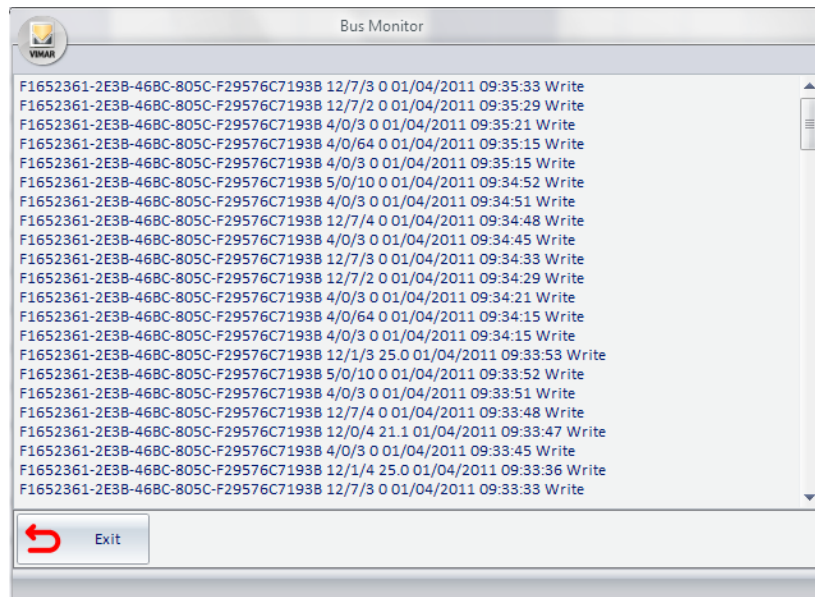 Bus Monitor
VIMAR
F1652361-2E3B-46BC-805C-F29576C7193B 12/7/3 0 01/04/2011 09:35:33 Write
F1652361-2E3B-46BC-805C-F29576C7193B 12/7/2 0 01/04/2011 09:35:29 Write
F1652361-2E3B-46BC-805C-F29576C7193B 4/0/3 0 01/04/2011 09:35:21 Write
F1652361-2E3B-46BC-805C-F29576C7193B 4/0/64 0 01/04/2011 09:35:15 Write
F1652361-2E3B-46BC-805C-F29576C7193B 4/0/3 0 01/04/2011 09:35:15 Write
F1652361-2E3B-46BC-805C-F29576C7193B 5/0/10 0 01/04/2011 09:34:52 Write
F1652361-2E3B-46BC-805C-F29576C7193B 4/0/3 0 01/04/2011 09:34:51 Write
F1652361-2E3B-46BC-805C-F29576C7193B 12/7/4 0 01/04/2011 09:34:48 Write
F1652361-2E3B-46BC-805C-F29576C7193B 4/0/3 0 01/04/2011 09:34:45 Write
F1652361-2E3B-46BC-805C-F29576C7193B 12/7/3 0 01/04/2011 09:34:33 Write
F1652361-2E3B-46BC-805C-F29576C7193B 12/7/2 0 01/04/2011 09:34:29 Write
F1652361-2E3B-46BC-805C-F29576C7193B 4/0/3 0 01/04/2011 09:34:21 Write
F1652361-2E3B-46BC-805C-F29576C7193B 4/0/64 0 01/04/2011 09:34:15 Write
F1652361-2E3B-46BC-805C-F29576C7193B 4/0/3 0 01/04/2011 09:34:15 Write
F1652361-2E3B-46BC-805C-F29576C7193B 12/1/3 25.0 01/04/2011 09:33:53 Write
F1652361-2E3B-46BC-805C-F29576C7193B 5/0/10 0 01/04/2011 09:33:52 Write
F1652361-2E3B-46BC-805C-F29576C7193B 4/0/3 0 01/04/2011 09:33:51 Write
F1652361-2E3B-46BC-805C-F29576C7193B 12/7/4 0 01/04/2011 09:33:48 Write
F1652361-2E3B-46BC-805C-F29576C7193B 12/0/4 21.1 01/04/2011 09:33:47 Write
F1652361-2E3B-46BC-805C-F29576C7193B 4/0/3 0 01/04/2011 09:33:45 Write
F1652361-2E3B-46BC-805C-F29576C7193B 12/1/4 25.0 01/04/2011 09:33:36 Write
F1652361-2E3B-46BC-805C-F29576C7193B 12/7/3 0 01/04/2011 09:33:33 Write
Exit